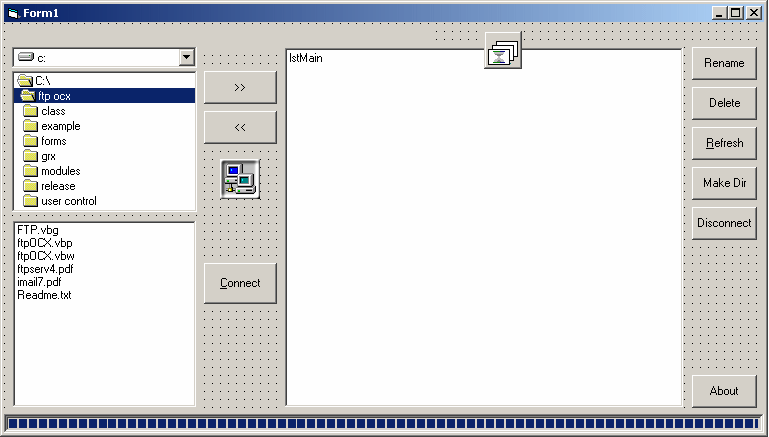 Form1
c:
C:\
ftp ocx
class
example
forms
grx
modules
release
user control
FTP.vbg
ftpOCX.vbp
ftpOCX.vbw
ftpserv4.pdf
imail7.pdf
Readme.txt
>>
<<
Connect
lstMain
Rename
Delete
Refresh
Make Dir
Disconnect
About